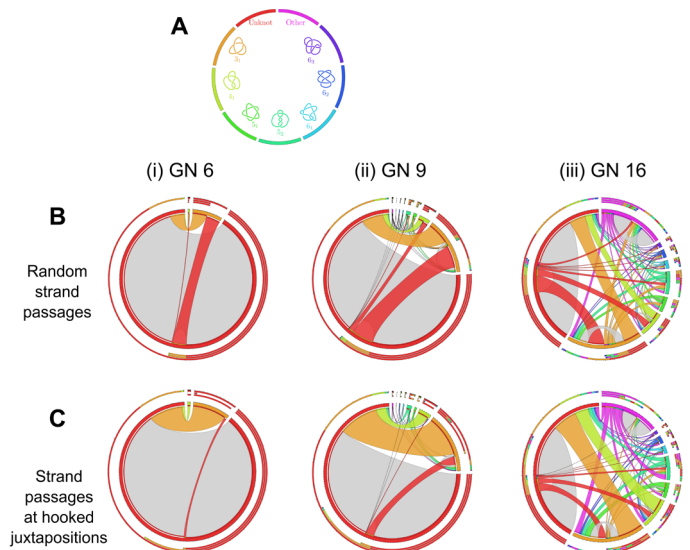 A
Unknot
Other
3₁
6₃
4₁
6₂
5₁
5₂
6₁
(i) GN 6
(ii) GN 9
(iii) GN 16
B
Random
strand
passages
C
Strand
passages
at hooked
juxtapositions